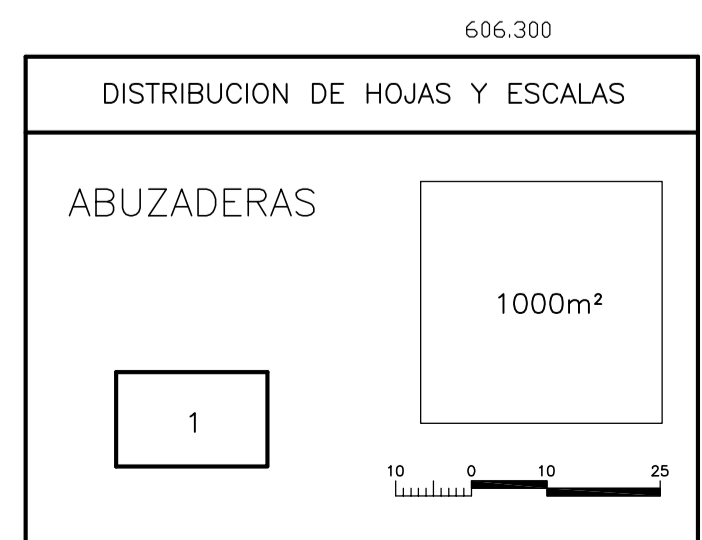 606.300
DISTRIBUCION DE HOJAS Y ESCALAS
ABUZADERAS
1000m²
1
10 0 10 25